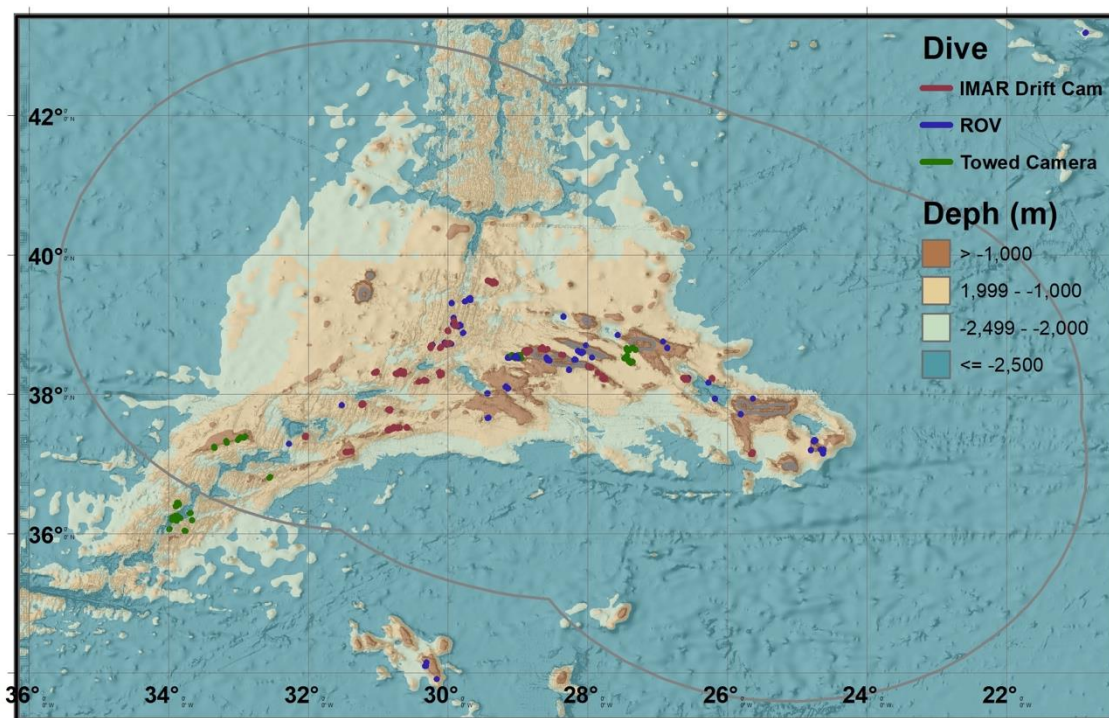 Dive
IMAR Drift Cam
ROV
Towed Camera
Deph (m)
> -1,000
1,999 - -1,000
-2,499 - -2,000
<= -2,500
42°
40°
38°
36°
36°
34°
32°
30°
28°
26°
24°
22°